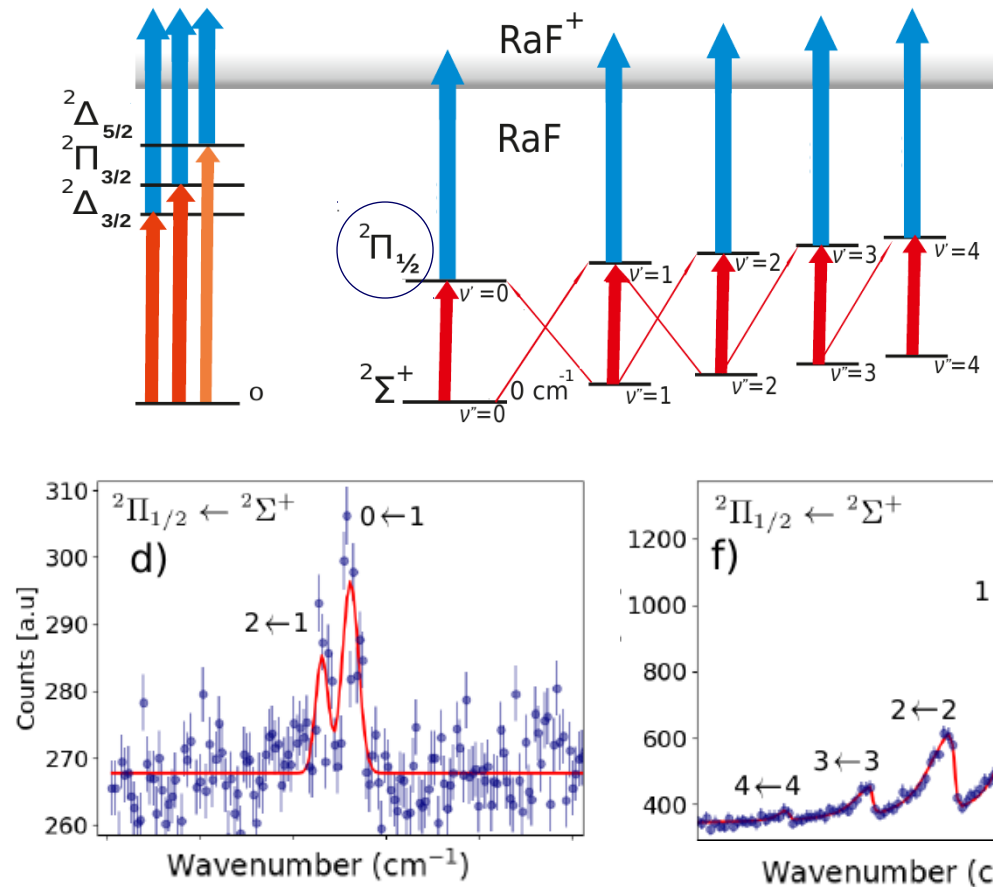 RaF⁺
RaF
²Δ₅/₂
²Π₃/₂
²Δ₃/₂
0
²Π½
ν'=0
ν'=1
ν'=2
ν'=3
ν'=4
²Σ⁺
0 cm⁻¹
ν"=0
ν"=1
ν"=2
ν"=3
ν"=4
²Π₁/₂ ← ²Σ⁺
d)
0←1
2←1
310
300
290
280
270
260
Counts [a.u]
Wavenumber (cm⁻¹)
²Π₁/₂ ← ²Σ⁺
f)
1
2←2
3←3
4←4
1200
1000
800
600
400
Wavenumber (c